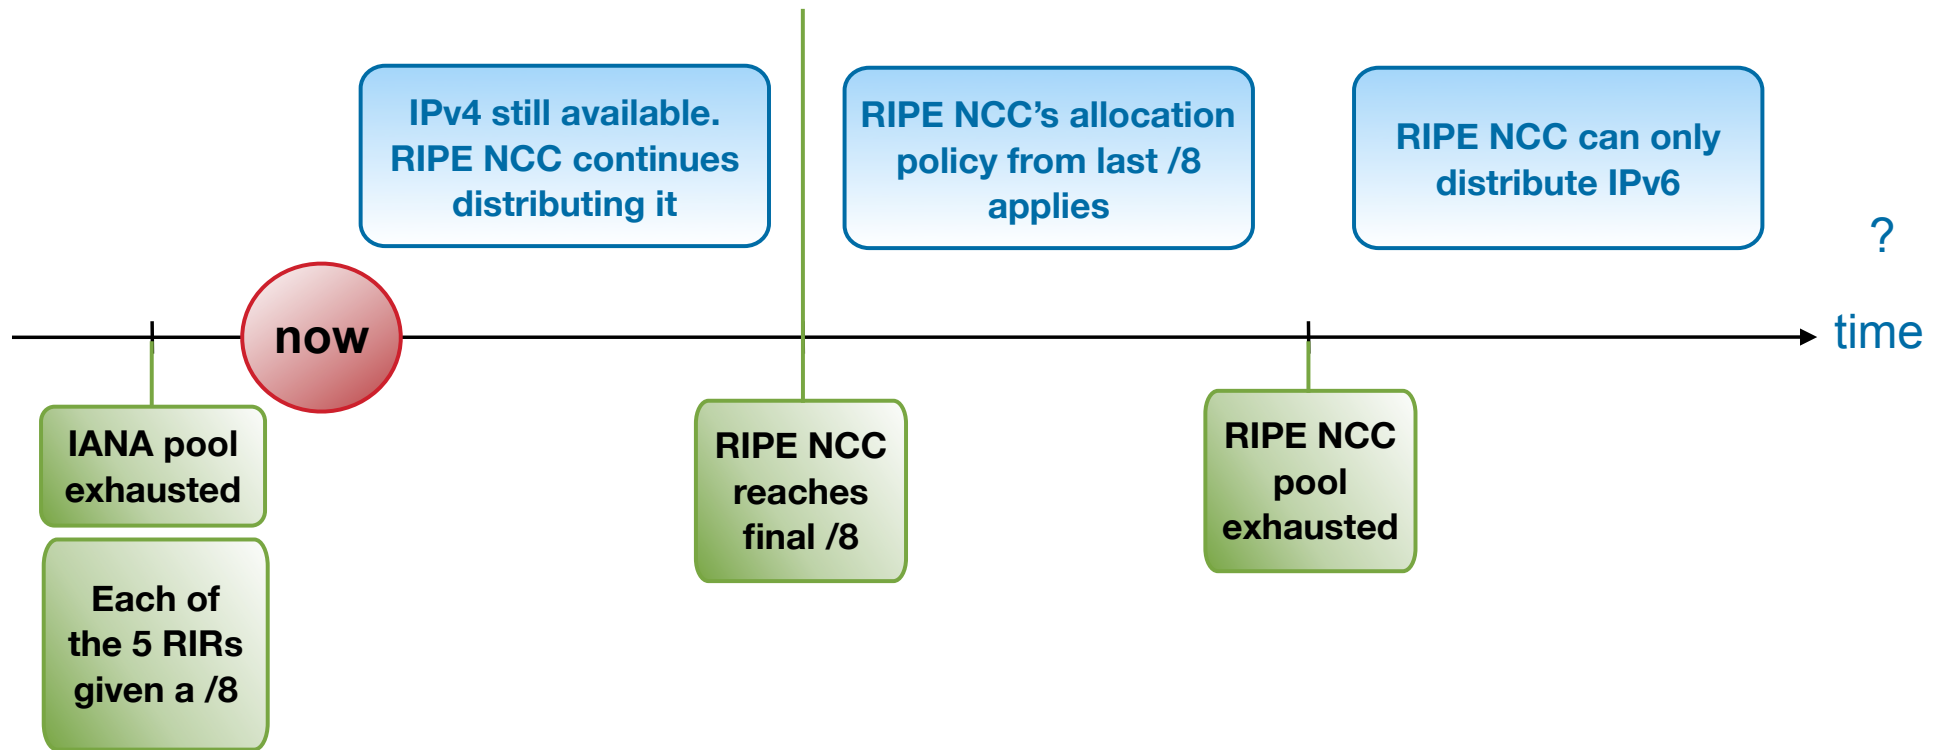 IPv4 still available.
RIPE NCC continues
distributing it
RIPE NCC’s allocation
policy from last /8
applies
RIPE NCC can only
distribute IPv6
?
now
time
IANA pool
exhausted
Each of
the 5 RIRs
given a /8
RIPE NCC
reaches
final /8
RIPE NCC
pool
exhausted